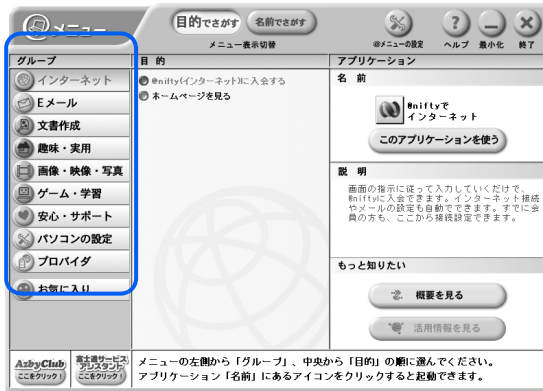 @メニュー
目的でさがす
名前でさがす
メニュー表示切替
@メニューの設定
ヘルプ
最小化
終了
グループ
インターネット
Eメール
文書作成
趣味・実用
画像・映像・写真
ゲーム・学習
安心・サポート
パソコンの設定
プロバイダ
お気に入り
目的
@nifty(インターネット)に入会する
ホームページを見る
アプリケーション
名前
@niftyで
インターネット
このアプリケーションを使う
説明
画面の指示に従って入力していくだけで、
@niftyに入会できます。インターネット接続
やメールの設定も自動でできます。すでに会
員の方も、ここから接続設定できます。
もっと知りたい
概要を見る
活用情報を見る
AzbyClub
ここをクリック!
富士通サービス
アシスタント
ここをクリック!
メニューの左側から「グループ」、中央から「目的」の順に選んでください。
アプリケーション「名前」にあるアイコンをクリックすると起動できます。